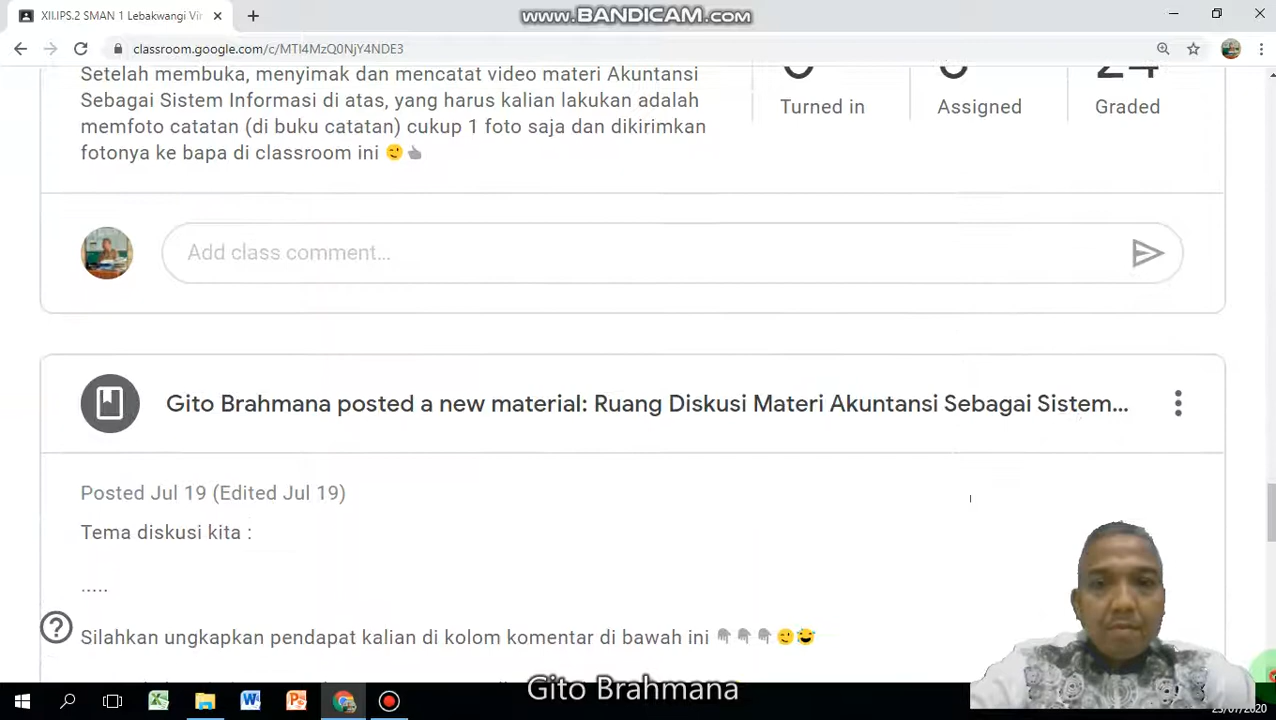 XII.IPS.2 SMAN 1 Lebakwangi Vir
www.BANDICAM.com
classroom.google.com/c/MTI4MzQ0NjY4NDE3
Setelah membuka, menyimak dan mencatat video materi Akuntansi
Sebagai Sistem Informasi di atas, yang harus kalian lakukan adalah
memfoto catatan (di buku catatan) cukup 1 foto saja dan dikirimkan
fotonya ke bapa di classroom ini 😉👍
24
Turned in
Assigned
Graded
Add class comment...
Gito Brahmana posted a new material: Ruang Diskusi Materi Akuntansi Sebagai Sistem...
Posted Jul 19 (Edited Jul 19)
Tema diskusi kita :
.....
Silahkan ungkapkan pendapat kalian di kolom komentar di bawah ini 👇👇👇😉😅
Gito Brahmana
23/07/2020